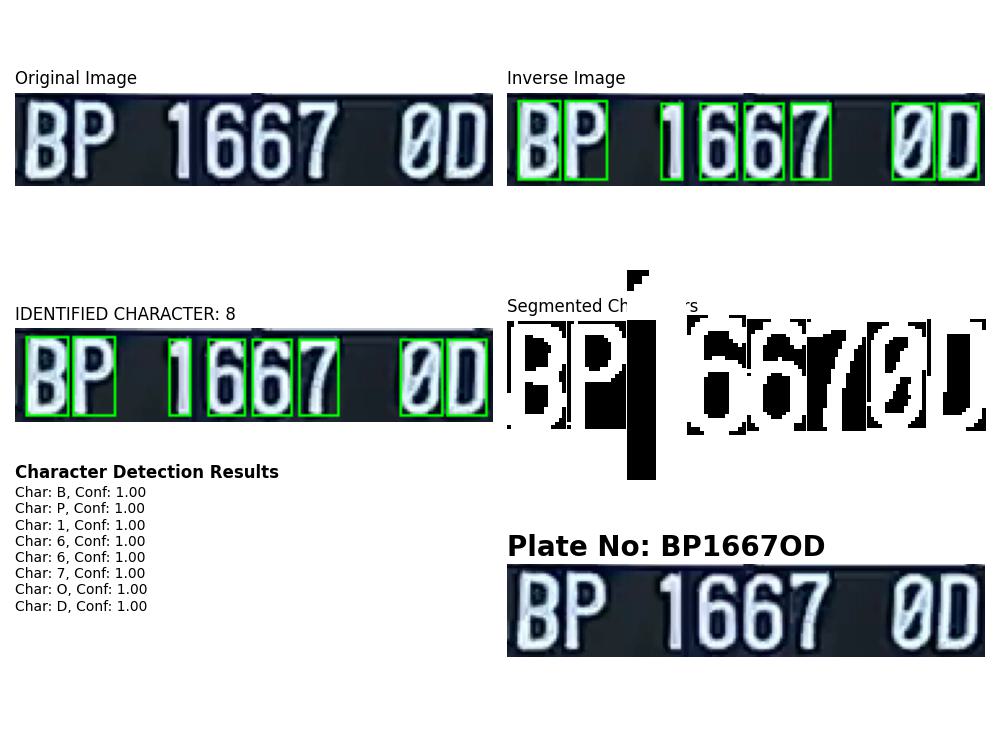 Original Image
BP 1667 0D
Inverse Image
BP 1667 0D
IDENTIFIED CHARACTER: 8
BP 1667 0D
Segmented Ch rs
BP 1667 0D
Character Detection Results
Char: B, Conf: 1.00
Char: P, Conf: 1.00
Char: 1, Conf: 1.00
Char: 6, Conf: 1.00
Char: 6, Conf: 1.00
Char: 7, Conf: 1.00
Char: O, Conf: 1.00
Char: D, Conf: 1.00
Plate No: BP1667OD
BP 1667 0D